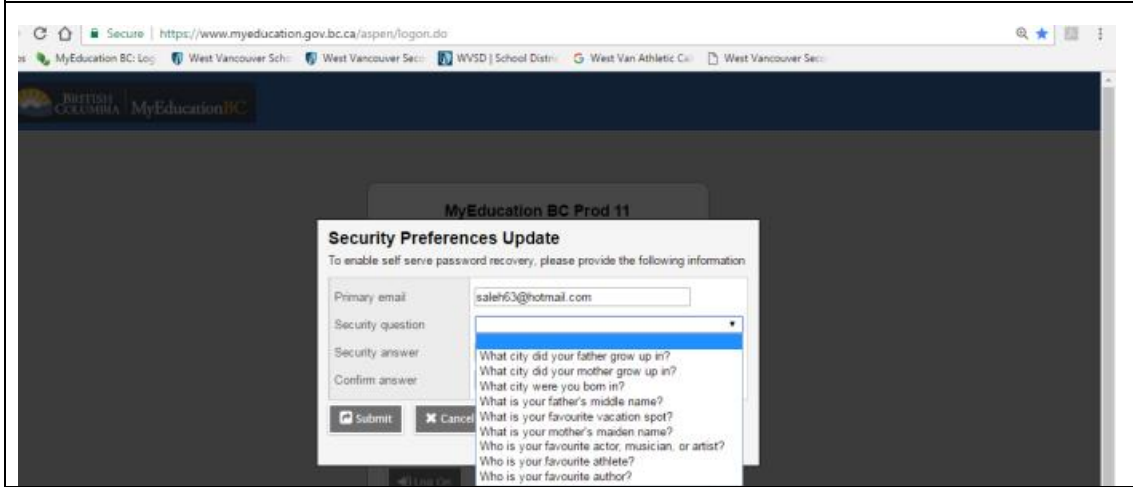 Secure | https://www.myeducation.gov.bc.ca/aspen/logon.do
MyEducation BC: Log West Vancouver Sch West Vancouver Seco WVSD | School Distri West Van Athletic Ca West Vancouver Sec
BRITISH COLUMBIA MyEducationBC
MyEducation BC Prod 11
Security Preferences Update
To enable self serve password recovery, please provide the following information
Primary email saleh63@hotmail.com
Security question
Security answer
Confirm answer
What city did your father grow up in?
What city did your mother grow up in?
What city were you born in?
What is your father's middle name?
What is your favourite vacation spot?
What is your mother's maiden name?
Who is your favourite actor, musician, or artist?
Who is your favourite athlete?
Who is your favourite author?
Submit Cancel
Log On